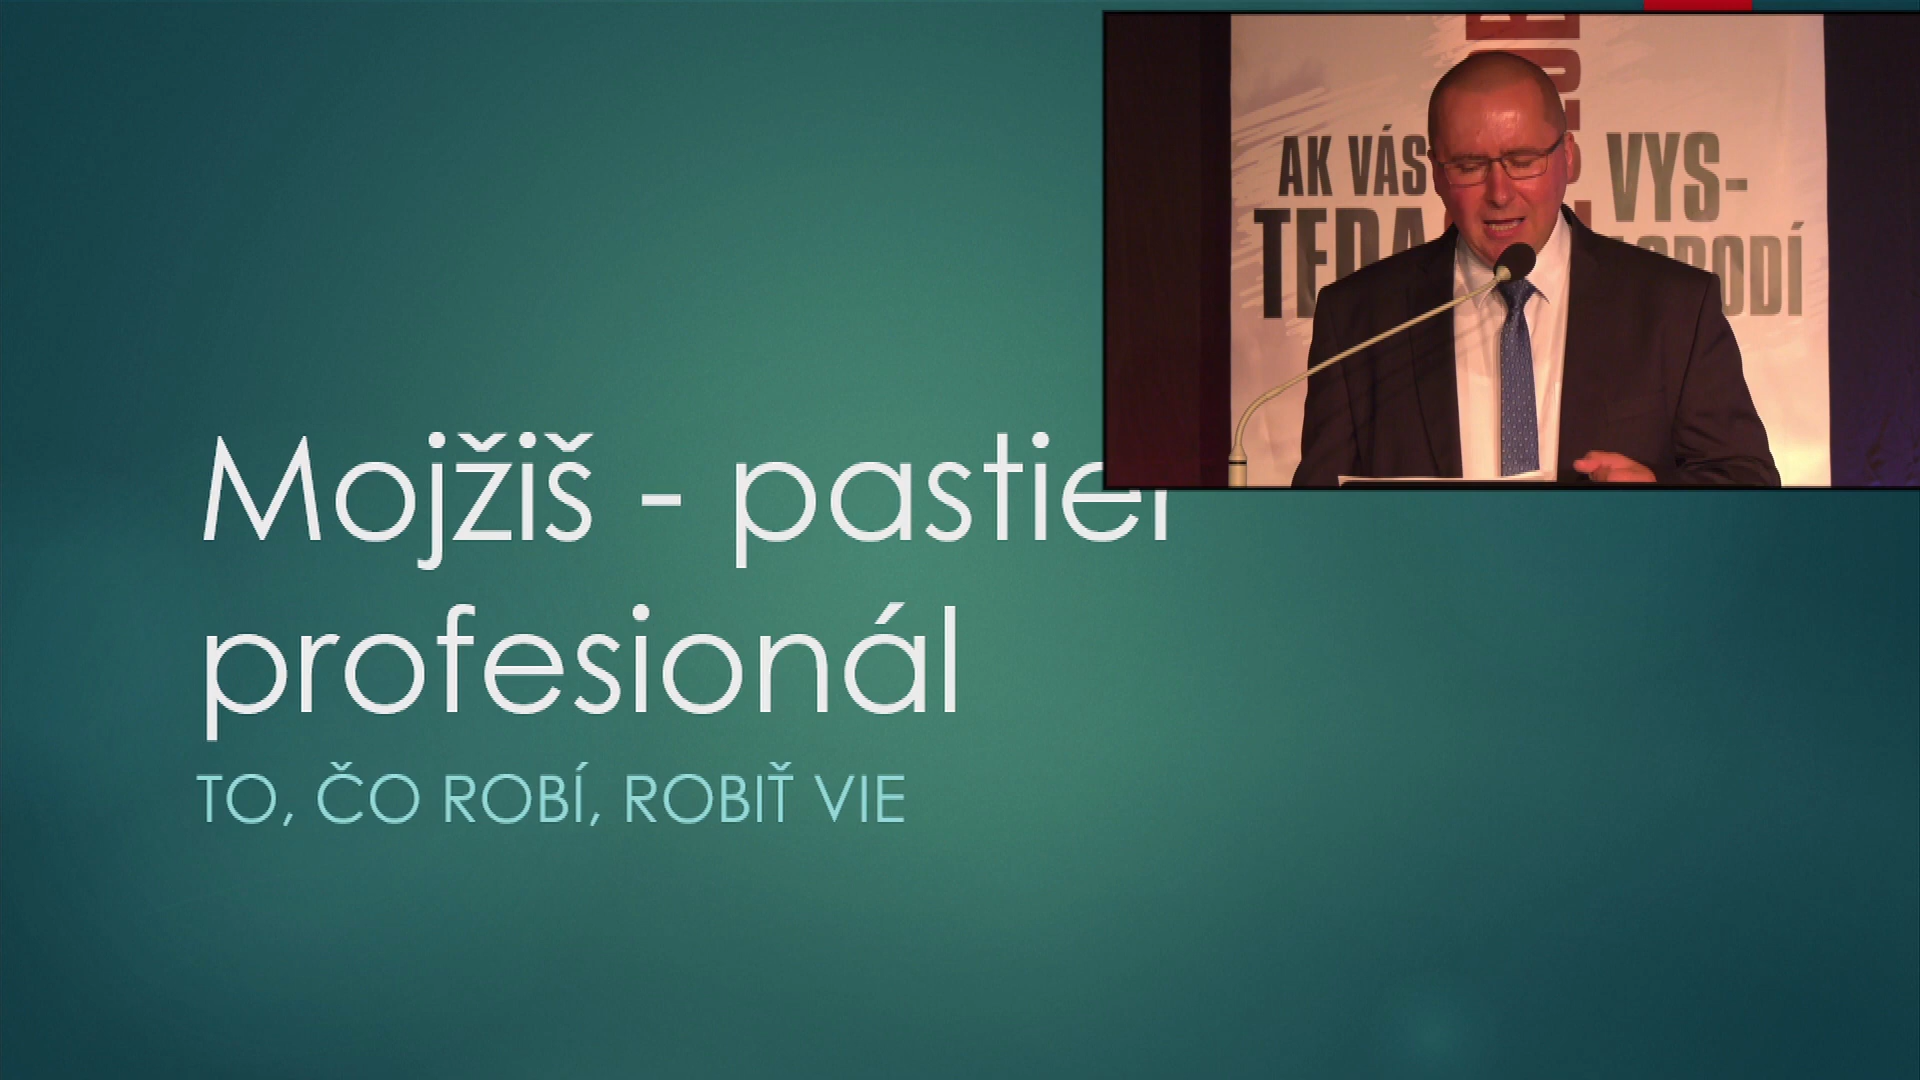 AK VÁS
VYS-
Mojžiš - pastier
profesionál
TO, ČO ROBÍ, ROBIŤ VIE